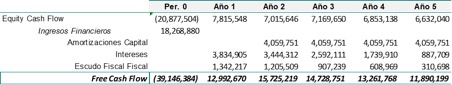 Per. 0 Año 1 Año 2 Año 3 Año 4 Año 5
Equity Cash Flow (20,877,504) 7,815,548 7,015,646 7,169,650 6,853,138 6,632,040
Ingresos Financieros 18,268,880
Amortizaciones Capital 4,059,751 4,059,751 4,059,751 4,059,751
Intereses 3,834,905 3,444,312 2,592,111 1,739,910 887,709
Escudo Fiscal Fiscal 1,342,217 1,205,509 907,239 608,969 310,698
Free Cash Flow (39,146,384) 12,992,670 15,725,219 14,728,751 13,261,768 11,890,199